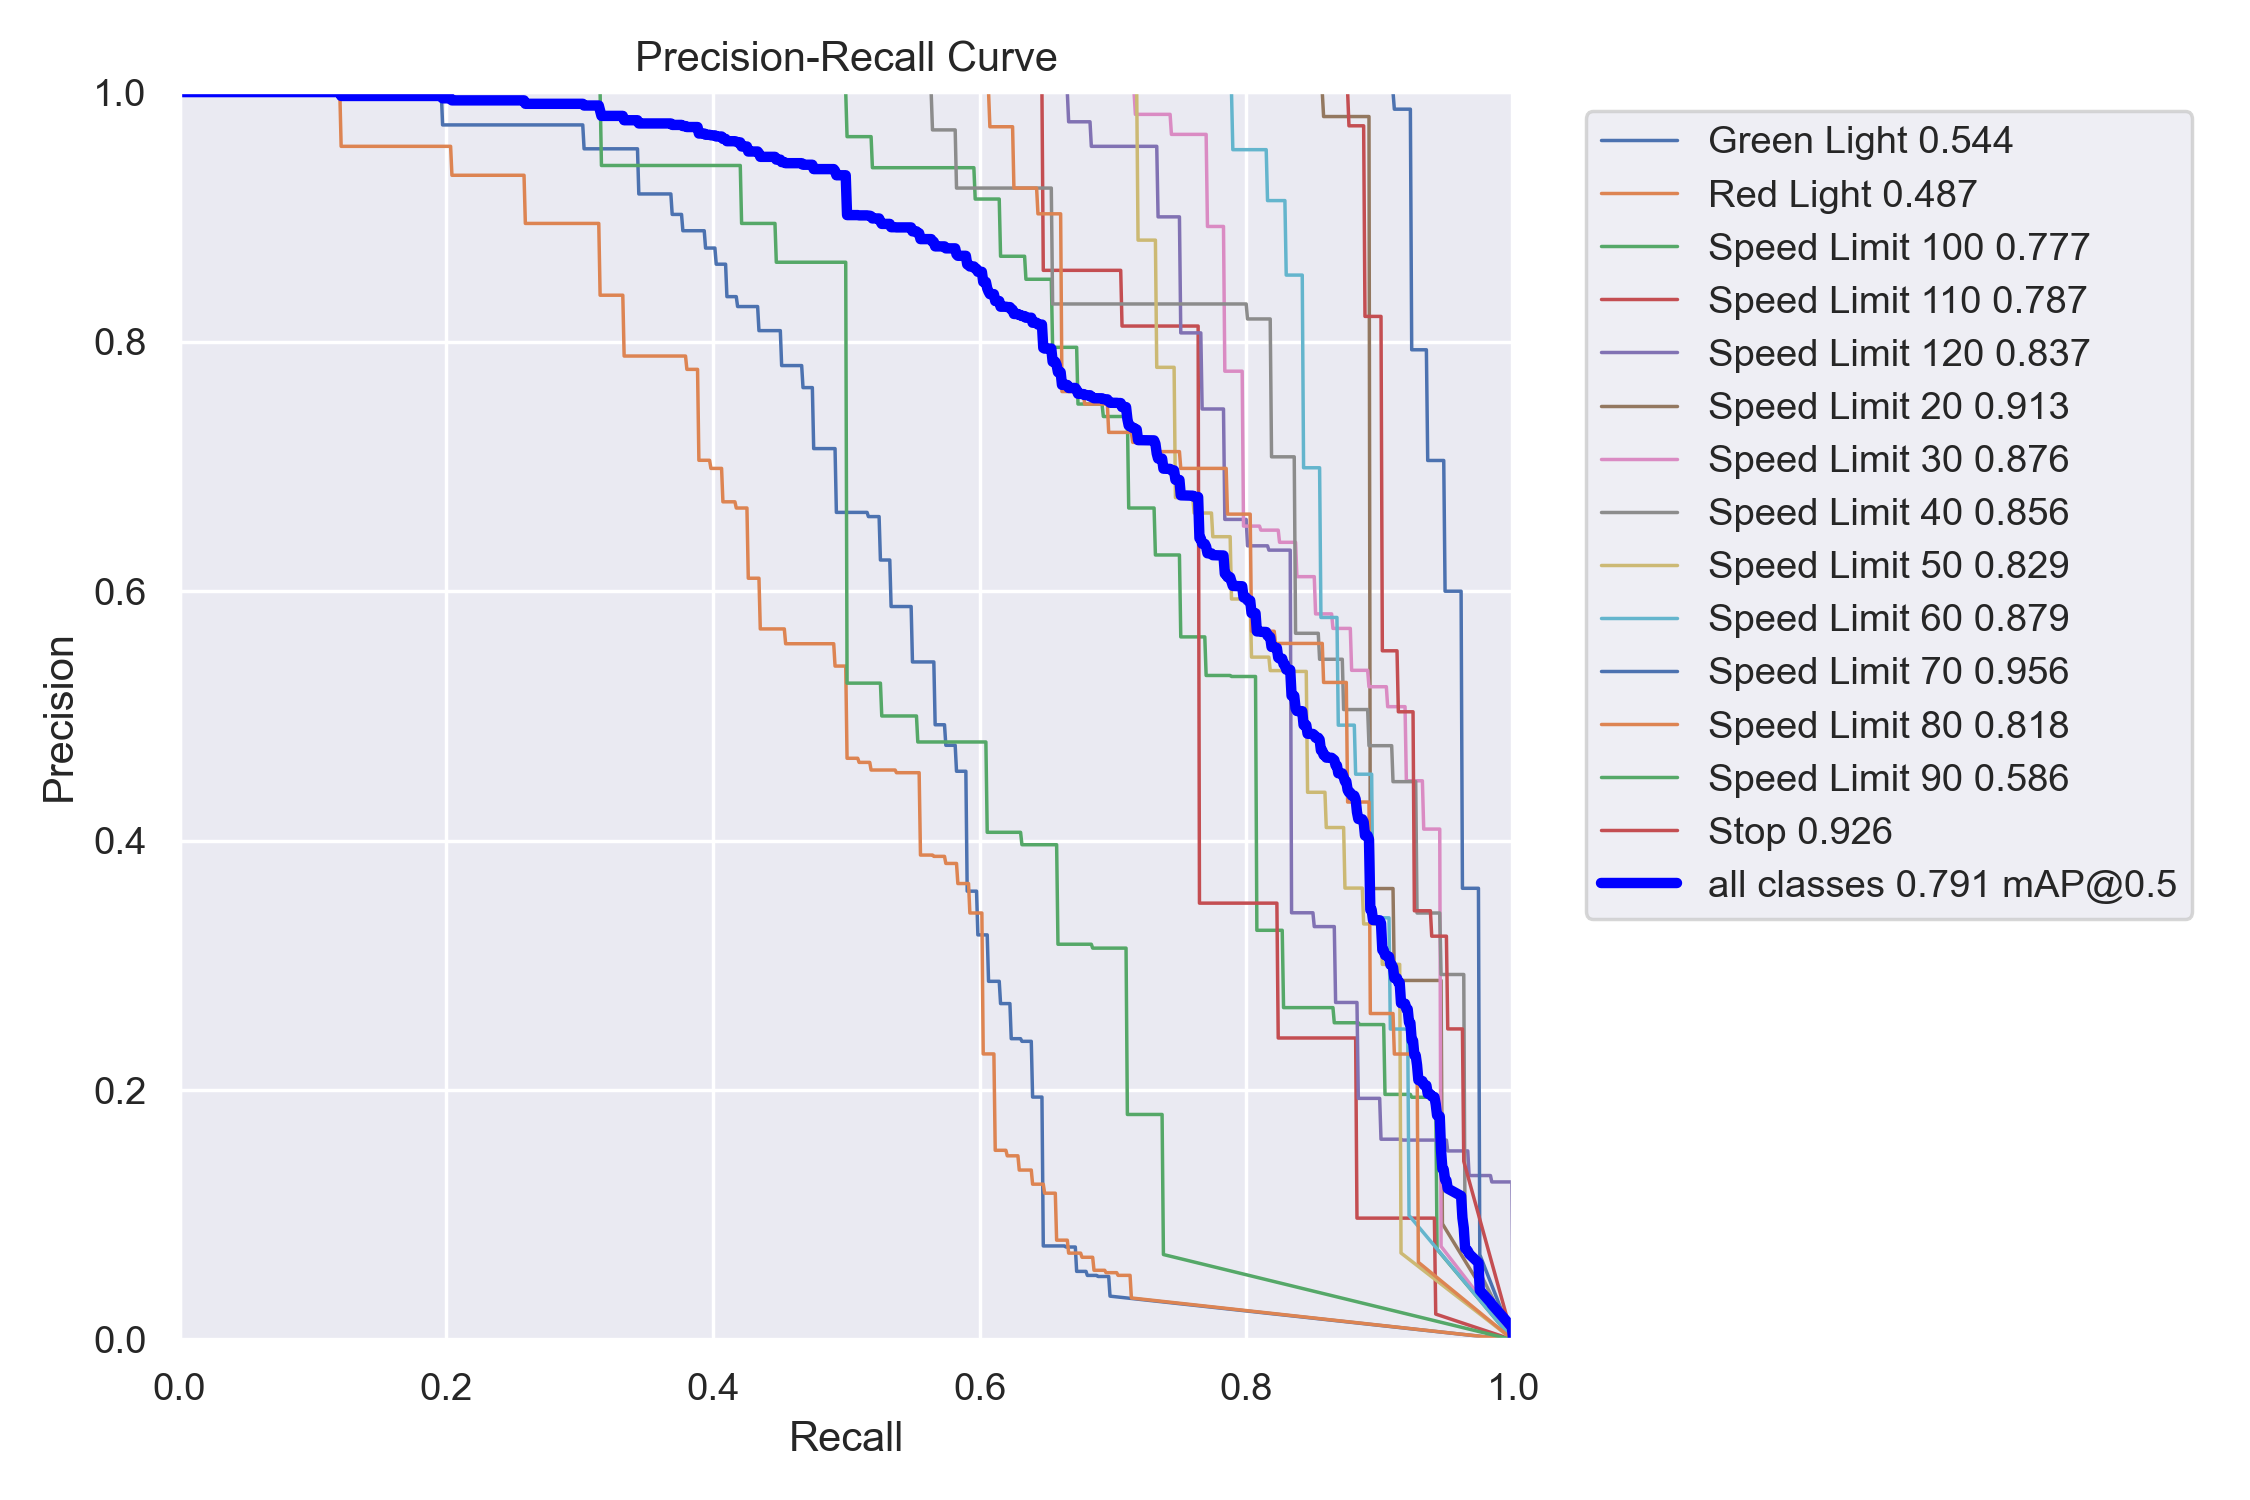 Precision-Recall Curve
1.0
0.8
0.6
0.4
0.2
0.0
Precision
0.0 0.2 0.4 0.6 0.8 1.0
Recall
Green Light 0.544
Red Light 0.487
Speed Limit 100 0.777
Speed Limit 110 0.787
Speed Limit 120 0.837
Speed Limit 20 0.913
Speed Limit 30 0.876
Speed Limit 40 0.856
Speed Limit 50 0.829
Speed Limit 60 0.879
Speed Limit 70 0.956
Speed Limit 80 0.818
Speed Limit 90 0.586
Stop 0.926
all classes 0.791 mAP@0.5